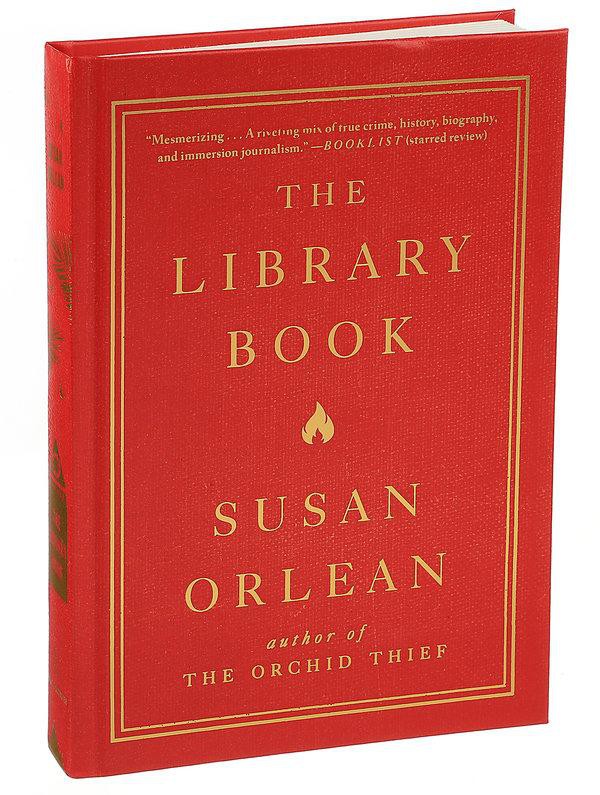 “Mesmerizing . . . A riveting mix of true crime, history, biography,
and immersion journalism.” —BOOKLIST (starred review)
THE
LIBRARY
BOOK
SUSAN
ORLEAN
author of
THE ORCHID THIEF